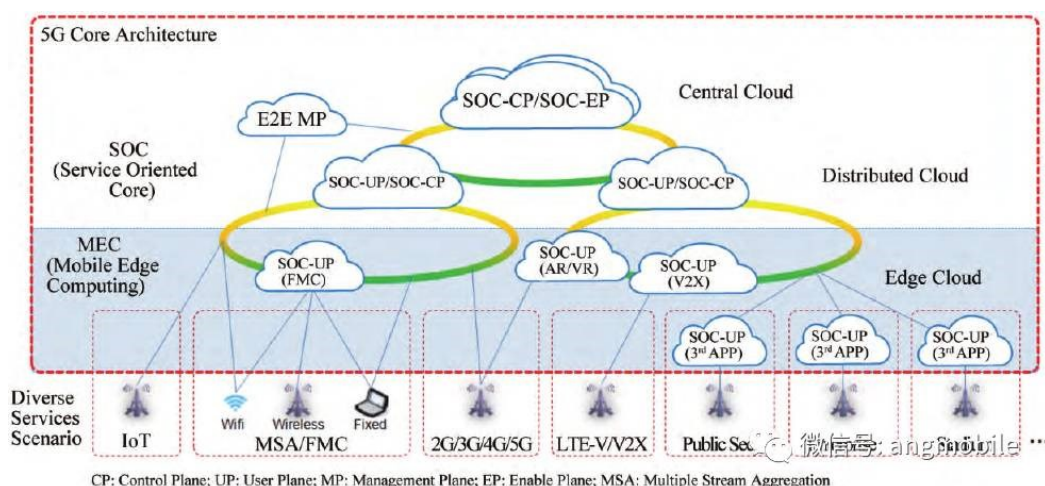 5G Core Architecture
SOC-CP/SOC-EP
Central Cloud
E2E MP
SOC
(Service Oriented
Core)
SOC-UP/SOC-CP
SOC-UP/SOC-CP
Distributed Cloud
MEC
(Mobile Edge
Computing)
SOC-UP
(FMC)
SOC-UP
(AR/VR)
SOC-UP
(V2X)
Edge Cloud
SOC-UP
(3rd APP)
SOC-UP
(3rd APP)
SOC-UP
(3rd APP)
Diverse
Services
Scenario
Wifi
Wireless
Fixed
IoT
MSA/FMC
2G/3G/4G/5G
LTE-V/V2X
Public
微信号: angmobile
...
CP: Control Plane; UP: User Plane; MP: Management Plane; EP: Enable Plane; MSA: Multiple Stream Aggregation